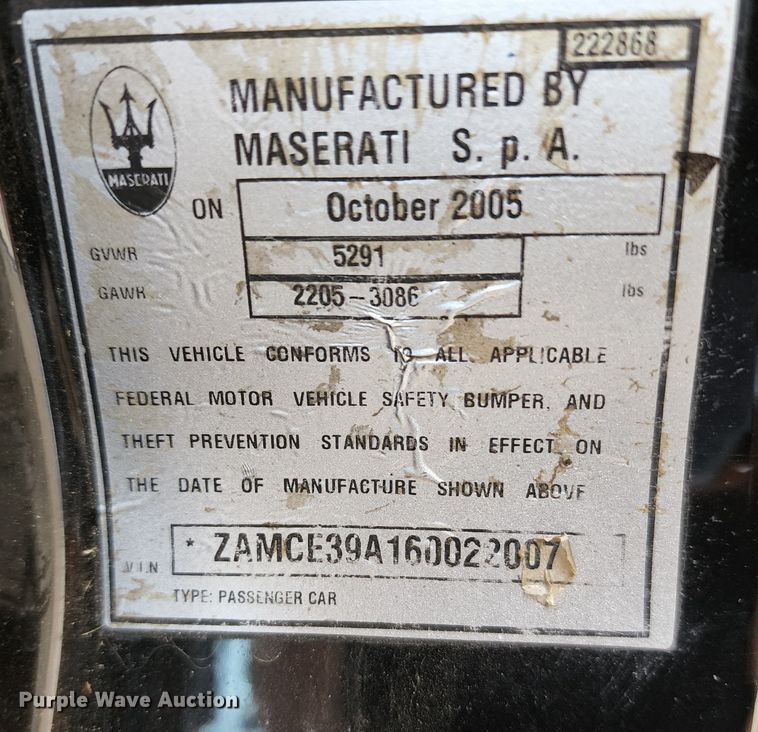 222868
MANUFACTURED BY
MASERATI S. p. A.
MASERATI
ON October 2005
GVWR 5291 lbs
GAWR 2205-3086 lbs
THIS VEHICLE CONFORMS TO ALL APPLICABLE
FEDERAL MOTOR VEHICLE SAFETY BUMPER, AND
THEFT PREVENTION STANDARDS IN EFFECT ON
THE DATE OF MANUFACTURE SHOWN ABOVE
V.I.N * ZAMCE39A160022007
TYPE: PASSENGER CAR
Purple Wave Auction